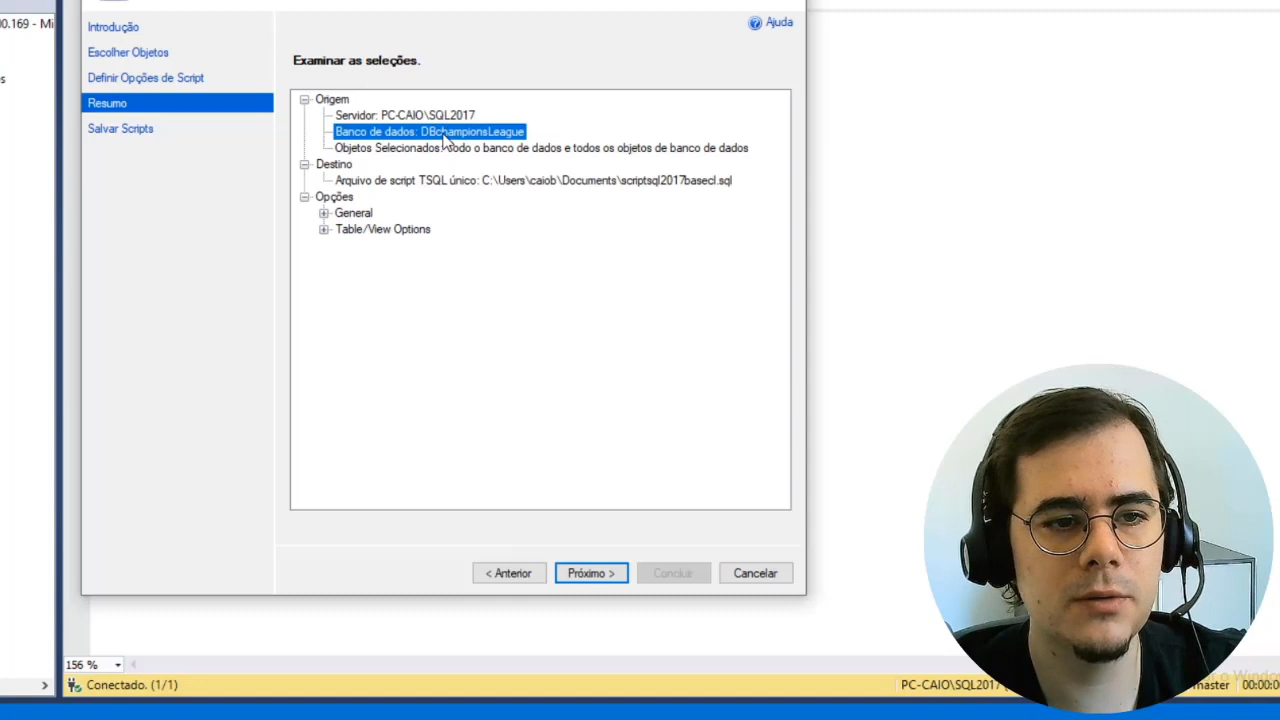 0.169 - Mi
s
Introdução
Escolher Objetos
Definir Opções de Script
Resumo
Salvar Scripts
Ajuda
Examinar as seleções.
Origem
Servidor: PC-CAIO\SQL2017
Banco de dados: DBchampionsLeague
Objetos Selecionados: Todo o banco de dados e todos os objetos de banco de dados
Destino
Arquivo de script TSQL único: C:\Users\caiob\Documents\scriptsql2017basecl.sql
Opções
General
Table/View Options
< Anterior
Próximo >
Concluir
Cancelar
156 %
Conectado. (1/1)
PC-CAIO\SQL2017
master
00:00:0